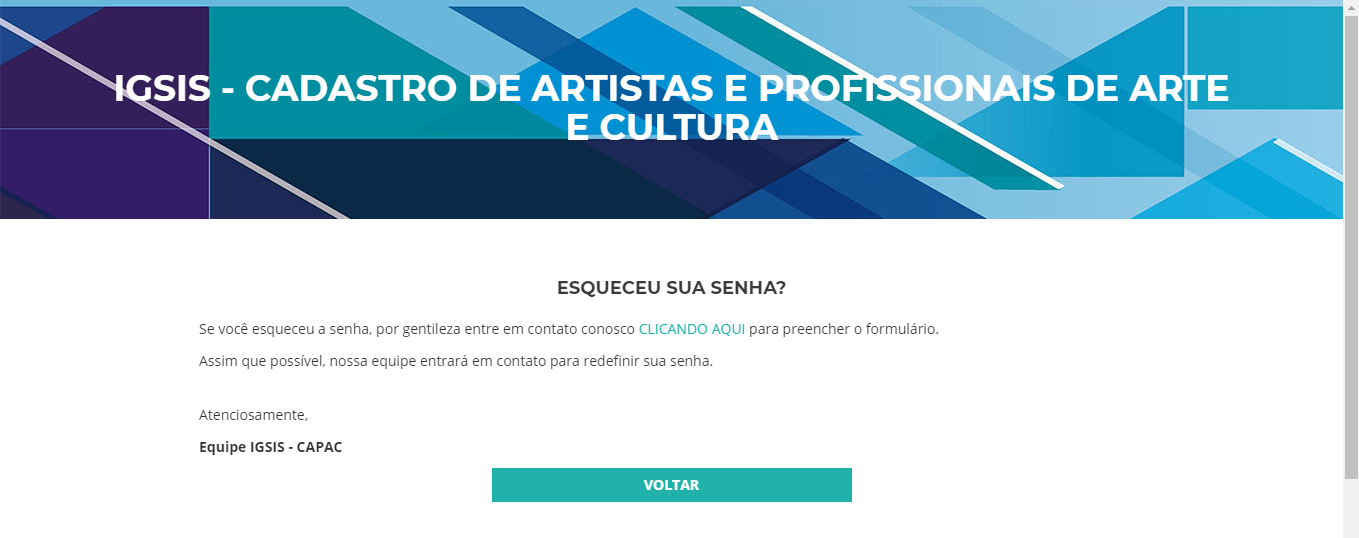 IGSIS - CADASTRO DE ARTISTAS E PROFISSIONAIS DE ARTE
E CULTURA
ESQUECEU SUA SENHA?
Se você esqueceu a senha, por gentileza entre em contato conosco CLICANDO AQUI para preencher o formulário.
Assim que possível, nossa equipe entrará em contato para redefinir sua senha.
Atenciosamente,
Equipe IGSIS - CAPAC
VOLTAR